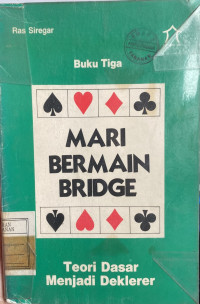 Ras Siregar
Buku Tiga
MARI
BERMAIN
BRIDGE
Teori Dasar
Menjadi Deklerer